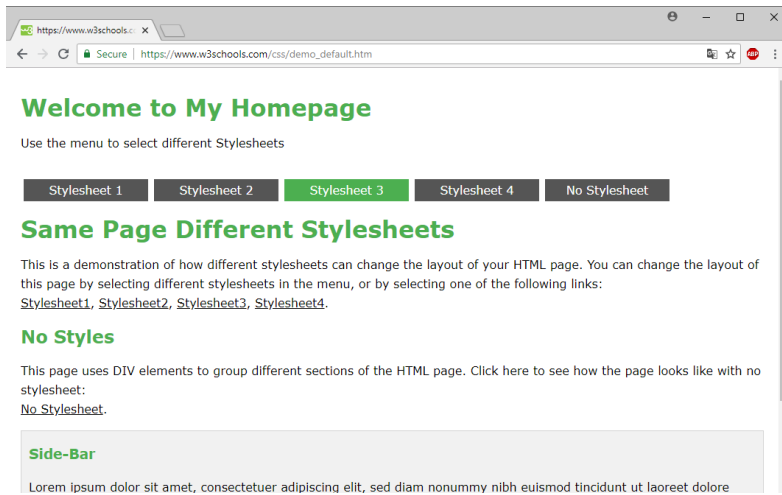 https://www.w3schools.c
Secure | https://www.w3schools.com/css/demo_default.htm
ABP
Welcome to My Homepage
Use the menu to select different Stylesheets
Stylesheet 1 Stylesheet 2 Stylesheet 3 Stylesheet 4 No Stylesheet
Same Page Different Stylesheets
This is a demonstration of how different stylesheets can change the layout of your HTML page. You can change the layout of
this page by selecting different stylesheets in the menu, or by selecting one of the following links:
Stylesheet1, Stylesheet2, Stylesheet3, Stylesheet4.
No Styles
This page uses DIV elements to group different sections of the HTML page. Click here to see how the page looks like with no
stylesheet:
No Stylesheet.
Side-Bar
Lorem ipsum dolor sit amet, consectetuer adipiscing elit, sed diam nonummy nibh euismod tincidunt ut laoreet dolore